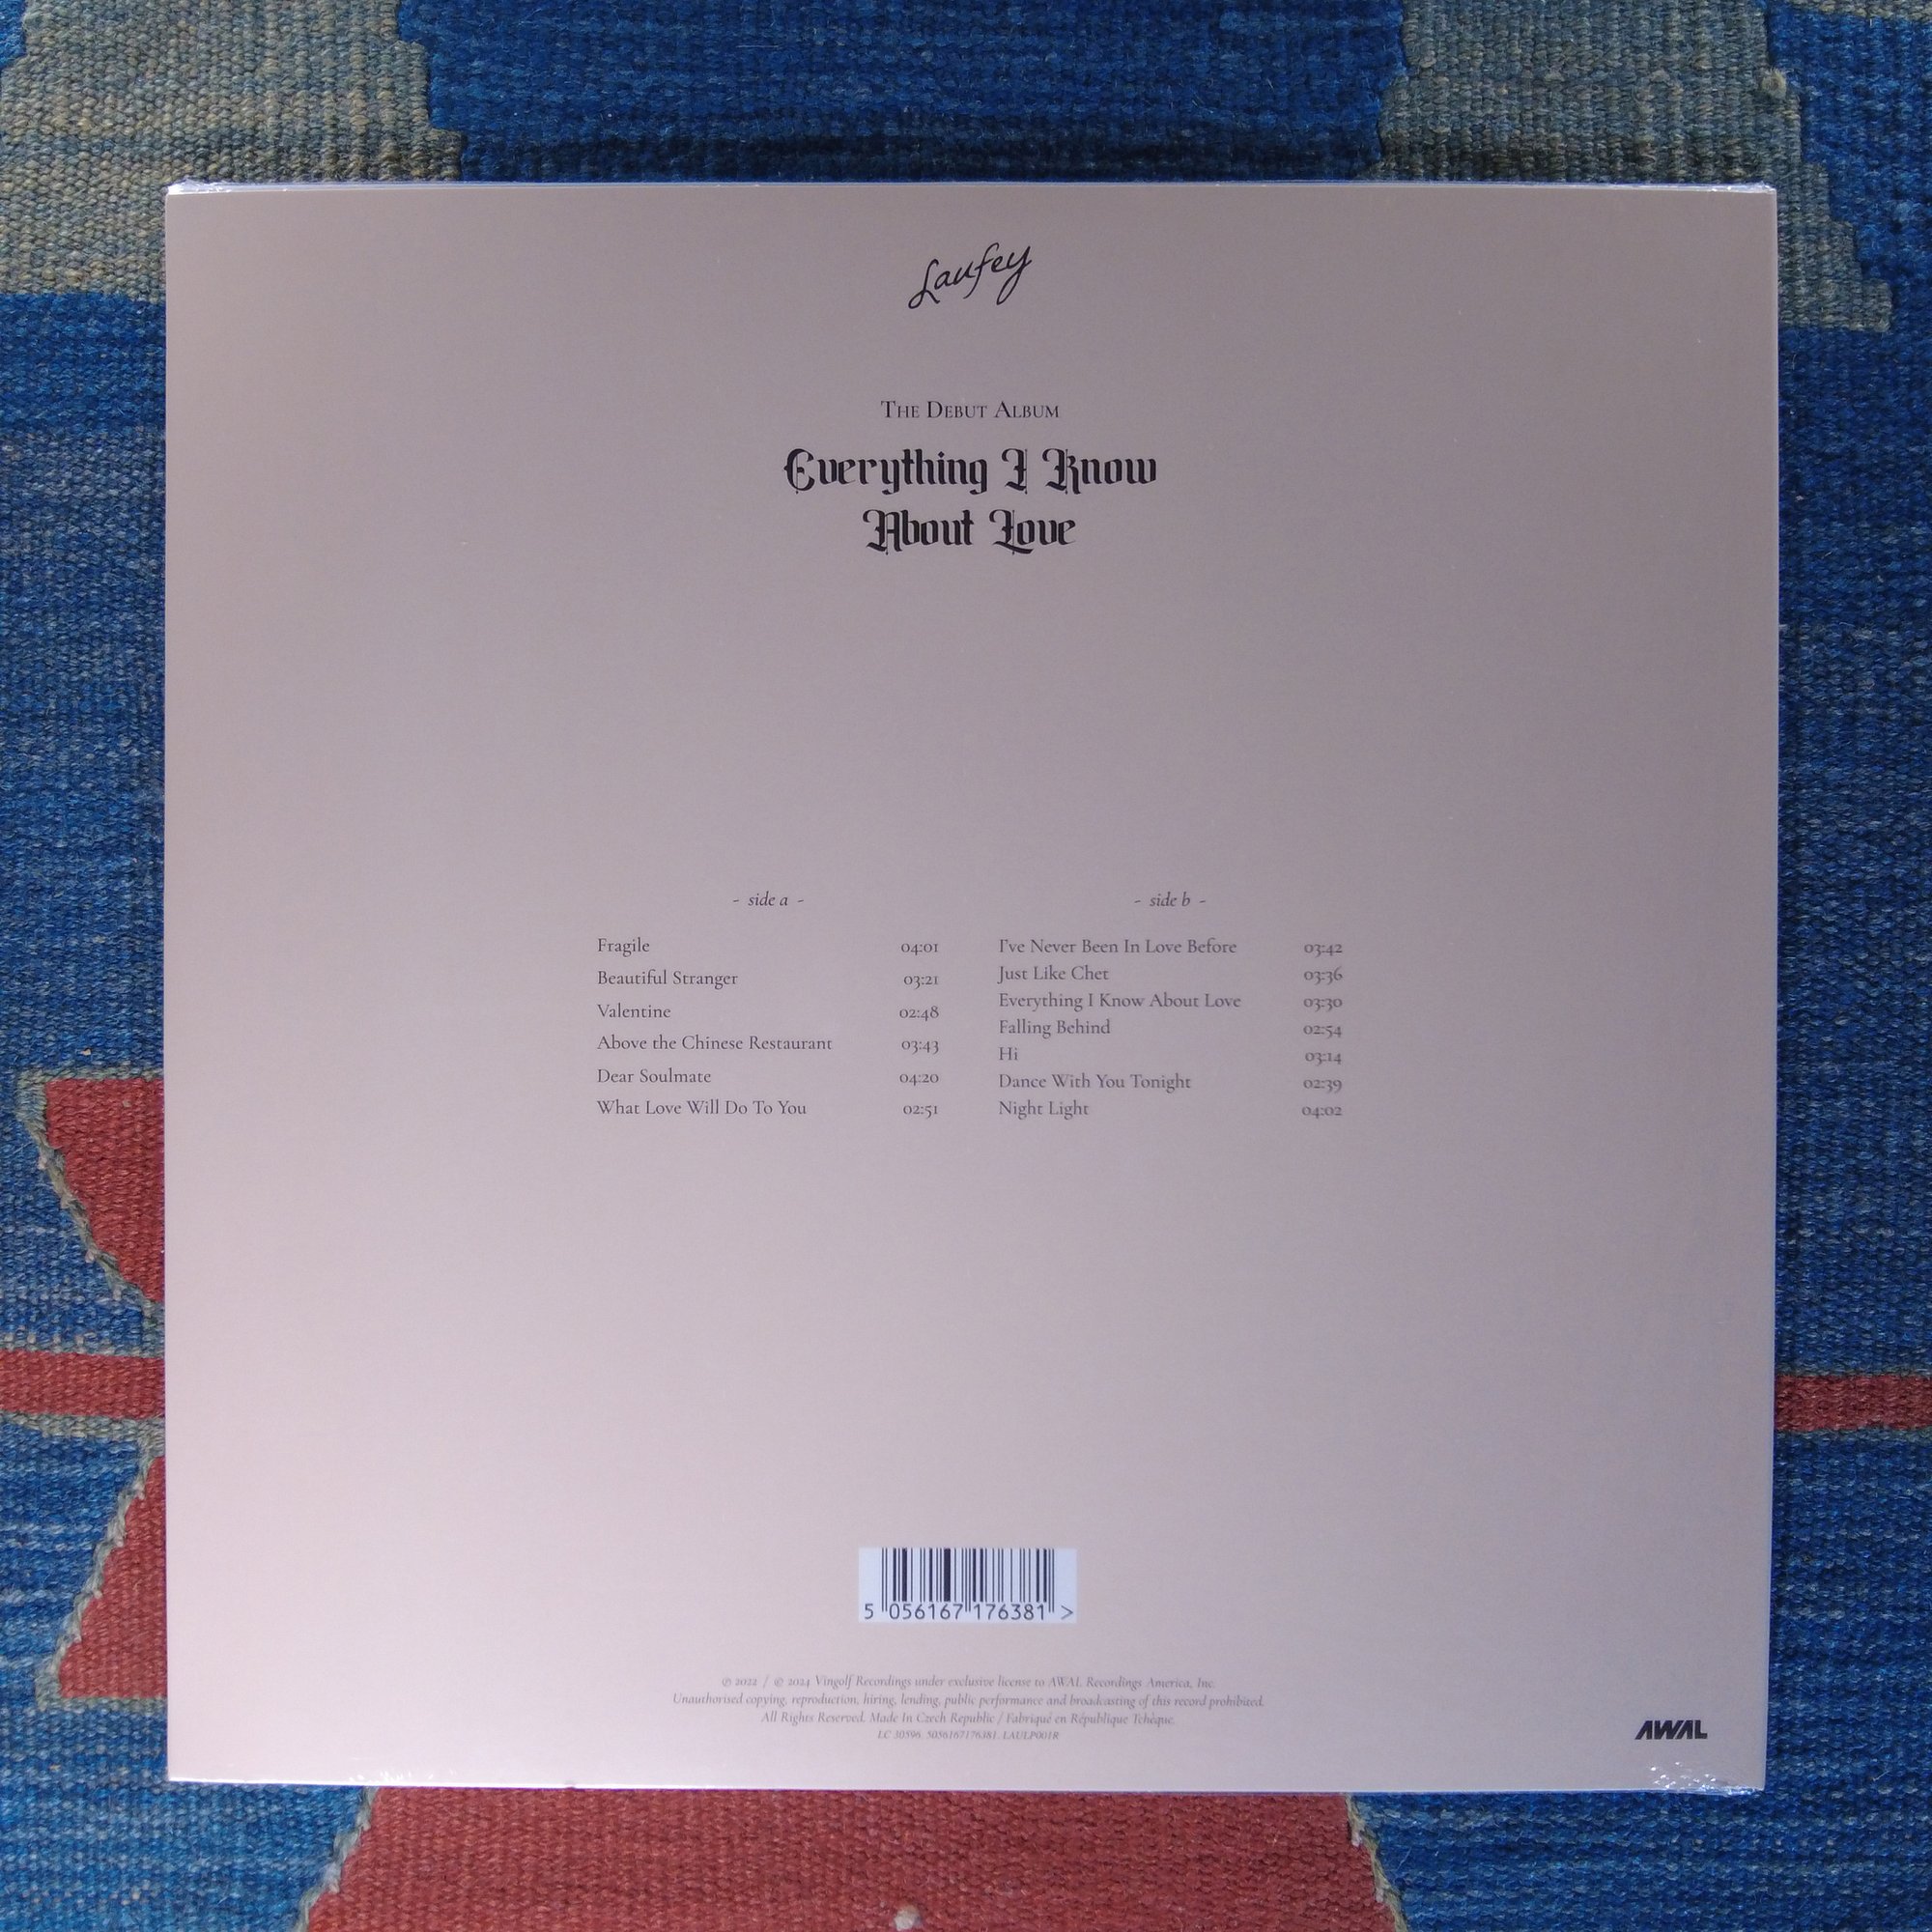 Laufey
The Debut Album
Everything I Know
About Love
- side a -
Fragile 04:01
Beautiful Stranger 03:21
Valentine 02:48
Above the Chinese Restaurant 03:43
Dear Soulmate 04:20
What Love Will Do To You 02:51
- side b -
I've Never Been In Love Before 03:42
Just Like Chet 03:36
Everything I Know About Love 03:30
Falling Behind 02:54
Hi 03:14
Dance With You Tonight 02:39
Night Light 04:02
5 056167 176381 >
℗ 2022 / © 2024 Vingolf Recordings under exclusive license to AWAL Recordings America, Inc.
Unauthorised copying, reproduction, hiring, lending, public performance and broadcasting of this record prohibited.
All Rights Reserved. Made In Czech Republic / Fabriqué en République Tchèque.
LC 30596. 5056167176381. LAULP001R
AWAL